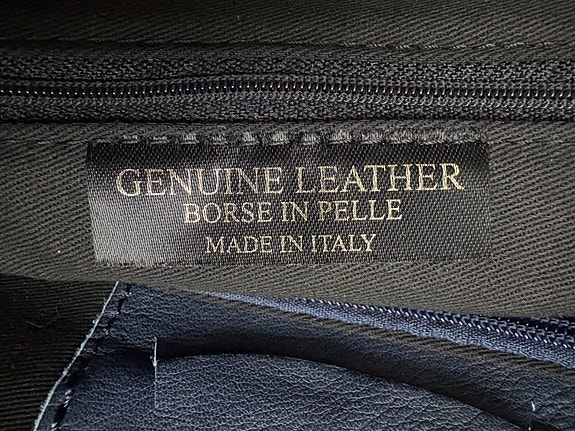 GENUINE LEATHER
BORSE IN PELLE
MADE IN ITALY